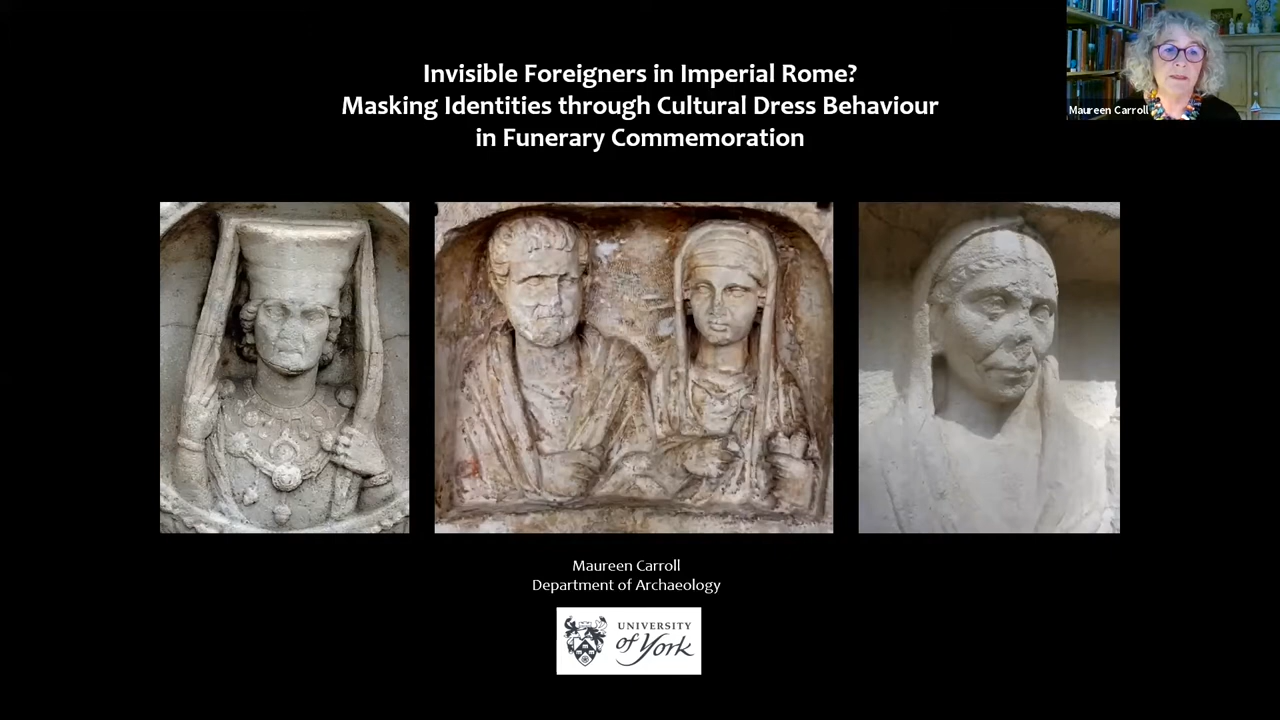 Invisible Foreigners in Imperial Rome?
Masking Identities through Cultural Dress Behaviour
in Funerary Commemoration
Maureen Carroll
Maureen Carroll
Department of Archaeology
UNIVERSITY
of York